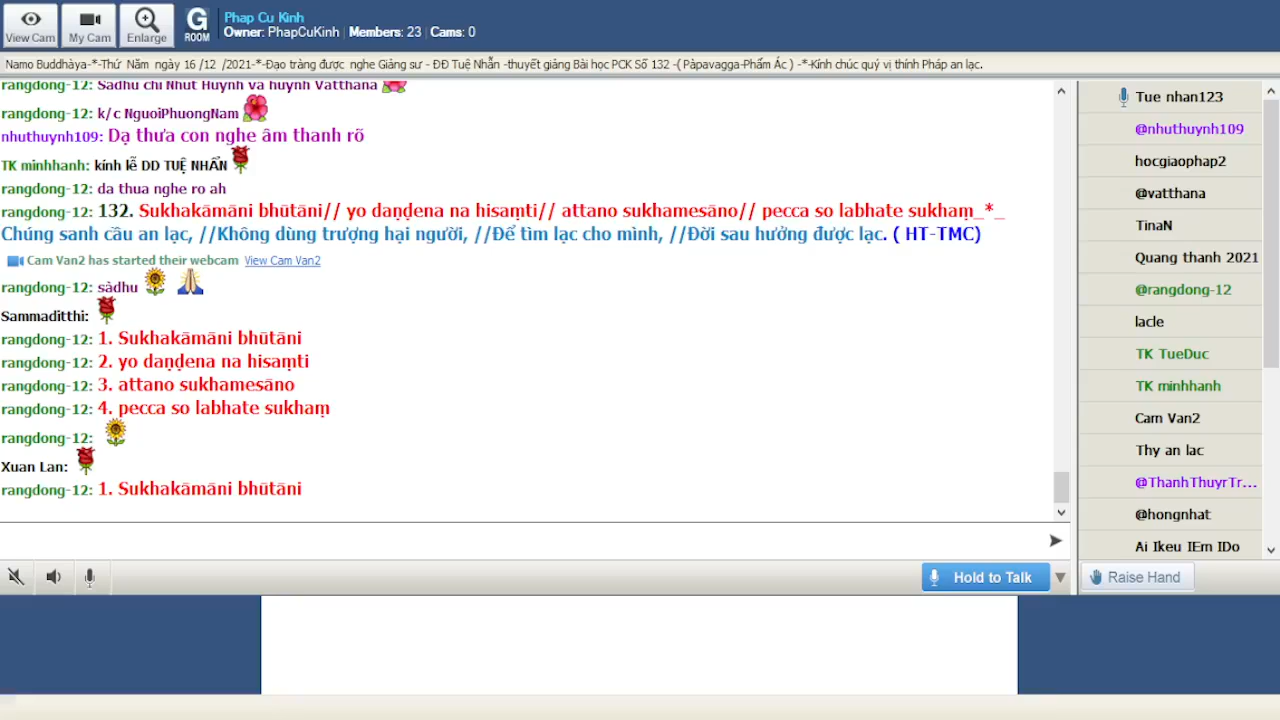 View Cam
My Cam
Enlarge
G
ROOM
Phap Cu Kinh
Owner: PhapCuKinh | Members: 23 | Cams: 0
Namo Buddhàya-*-Thứ Năm ngày 16 /12 /2021-*-Đạo tràng được nghe Giảng sư - ĐĐ Tuệ Nhẫn -thuyết giảng Bài học PCK Số 132 -( Pàpavagga-Phẩm Ác ) -*-Kính chúc quý vị thính Pháp an lạc.
rangdong-12: Sadhu chi Nhut Huynh va huynh Vatthana
rangdong-12: k/c NguoiPhuongNam
nhuthuynh109: Dạ thưa con nghe âm thanh rõ
TK minhhanh: kính lễ DD TUỆ NHẨN
rangdong-12: da thua nghe ro ah
rangdong-12: 132. Sukhakāmāni bhūtāni// yo daṇḍena na hisaṃti// attano sukhamesāno// pecca so labhate sukhaṃ_*_
Chúng sanh cầu an lạc, //Không dùng trượng hại người, //Để tìm lạc cho mình, //Đời sau hưởng được lạc. ( HT-TMC)
Cam Van2 has started their webcam View Cam Van2
rangdong-12: sàdhu
Sammaditthi:
rangdong-12: 1. Sukhakāmāni bhūtāni
rangdong-12: 2. yo daṇḍena na hisaṃti
rangdong-12: 3. attano sukhamesāno
rangdong-12: 4. pecca so labhate sukhaṃ
rangdong-12:
Xuan Lan:
rangdong-12: 1. Sukhakāmāni bhūtāni
Hold to Talk
Tue nhan123
@nhuthuynh109
hocgiaophap2
@vatthana
TinaN
Quang thanh 2021
@rangdong-12
lacle
TK TueDuc
TK minhhanh
Cam Van2
Thy an lac
@ThanhThuyrTr...
@hongnhat
Ai Ikeu IEm IDo
Raise Hand